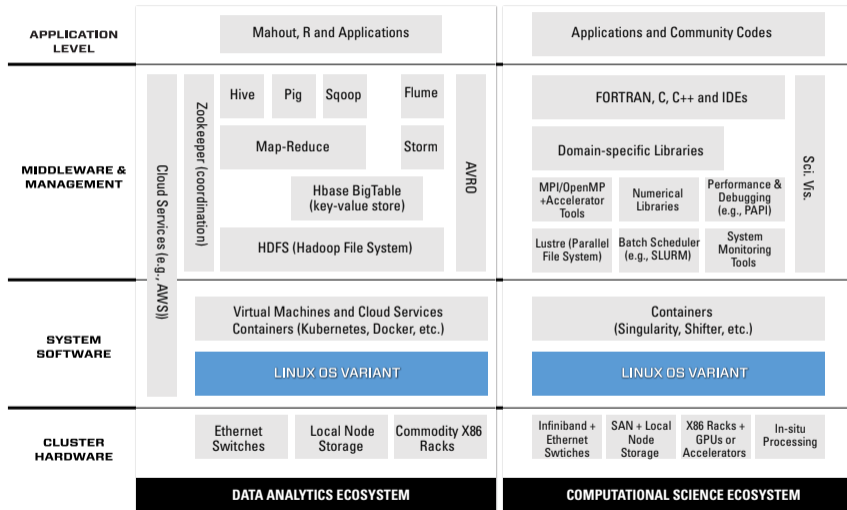 APPLICATION
LEVEL
Mahout, R and Applications
Applications and Community Codes
MIDDLEWARE &
MANAGEMENT
Cloud Services (e.g., AWS))
Zookeeper (coordination)
Hive
Pig
Sqoop
Flume
Map-Reduce
Storm
Hbase BigTable
(key-value store)
HDFS (Hadoop File System)
AVRO
FORTRAN, C, C++ and IDEs
Domain-specific Libraries
MPI/OpenMP
+Accelerator
Tools
Numerical
Libraries
Performance &
Debugging
(e.g., PAPI)
Lustre (Parallel
File System)
Batch Scheduler
(e.g., SLURM)
System
Monitoring
Tools
Sci. Vis.
SYSTEM
SOFTWARE
Virtual Machines and Cloud Services
Containers (Kubernetes, Docker, etc.)
LINUX OS VARIANT
Containers
(Singularity, Shifter, etc.)
LINUX OS VARIANT
CLUSTER
HARDWARE
Ethernet
Switches
Local Node
Storage
Commodity X86
Racks
Infiniband +
Ethernet
Swtiches
SAN + Local
Node
Storage
X86 Racks +
GPUs or
Accelerators
In-situ
Processing
DATA ANALYTICS ECOSYSTEM
COMPUTATIONAL SCIENCE ECOSYSTEM